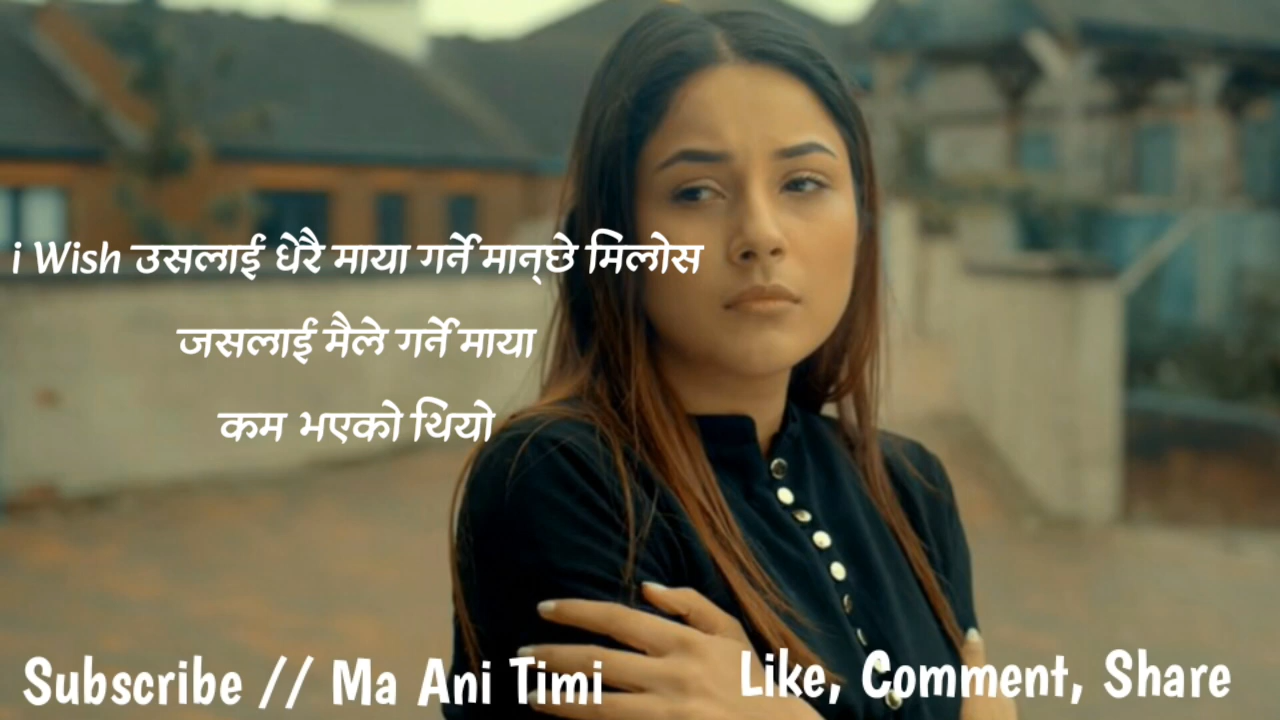 i Wish उसलाई धेरै माया गर्ने मान्छे मिलोस
जसलाई मैले गर्ने माया
कम भएको थियो
Subscribe // Ma Ani Timi
Like, Comment, Share